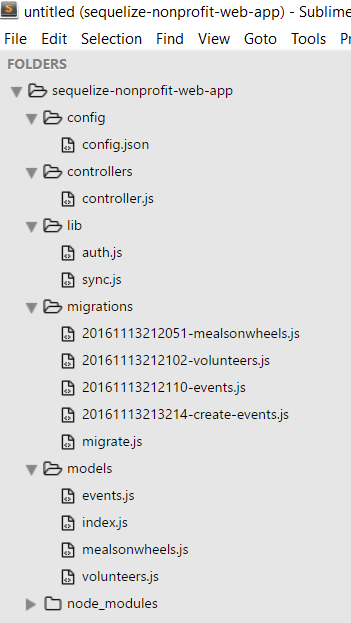 untitled (sequelize-nonprofit-web-app) - Sublime
File Edit Selection Find View Goto Tools
FOLDERS
sequelize-nonprofit-web-app
config
config.json
controllers
controller.js
lib
auth.js
sync.js
migrations
20161113212051-mealsonwheels.js
20161113212102-volunteers.js
20161113212110-events.js
20161113213214-create-events.js
migrate.js
models
events.js
index.js
mealsonwheels.js
volunteers.js
node_modules